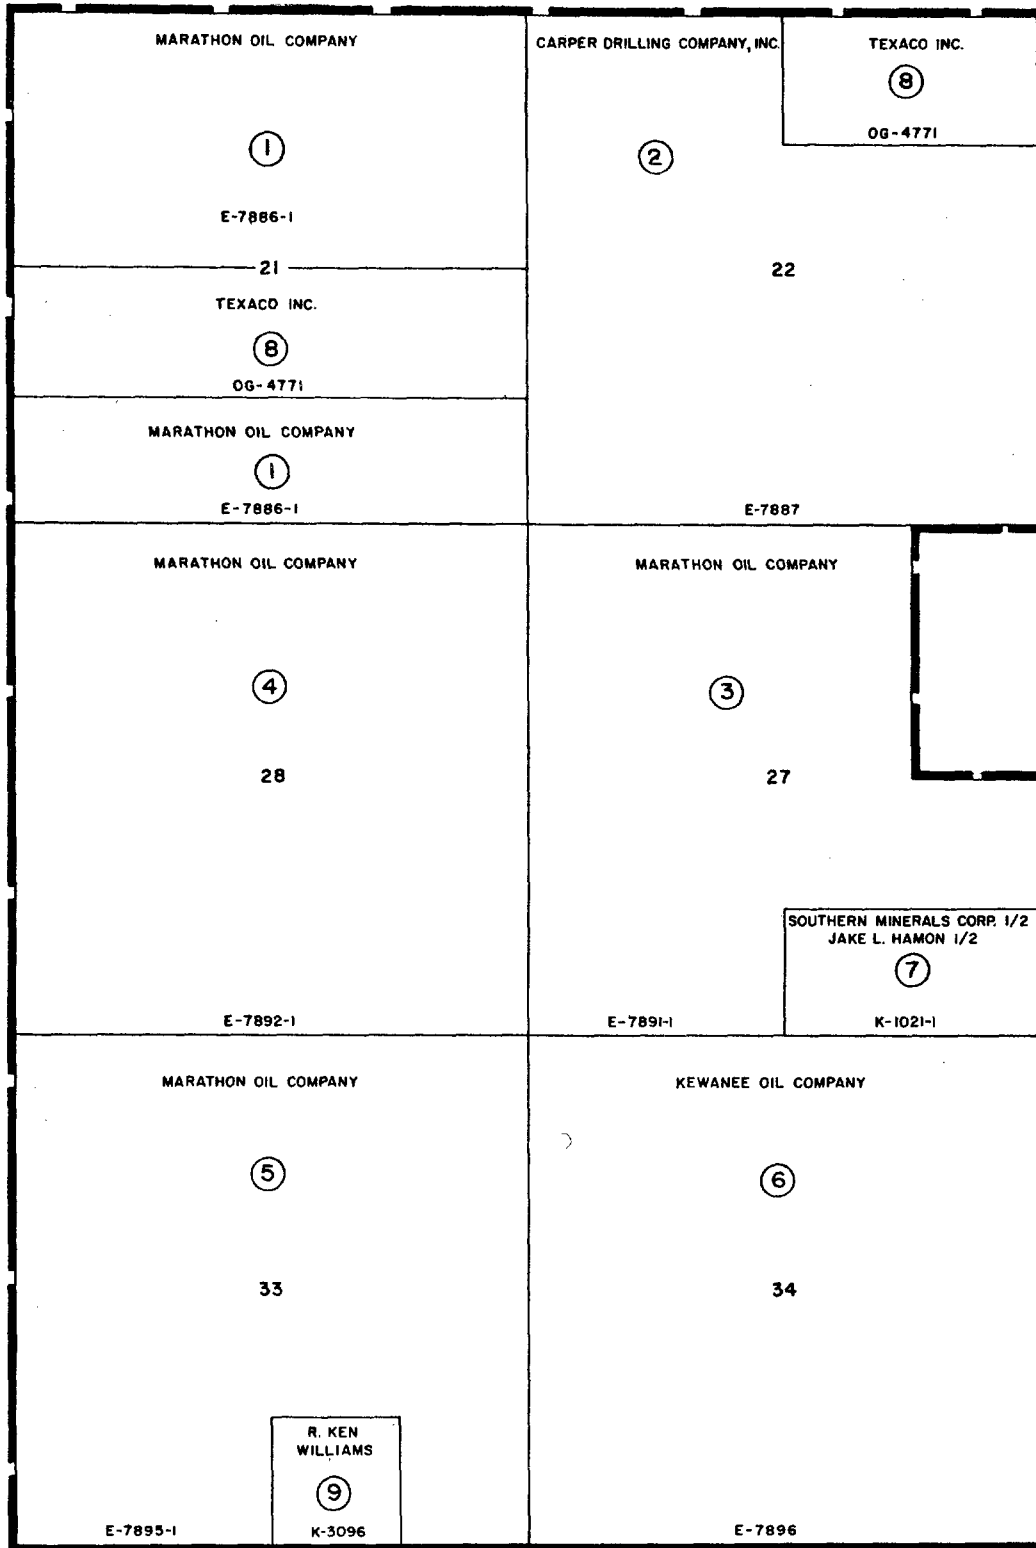 MARATHON OIL COMPANY
1
E-7886-1
21
TEXACO INC.
8
OG-4771
MARATHON OIL COMPANY
1
E-7886-1
CARPER DRILLING COMPANY, INC.
2
TEXACO INC.
8
OG-4771
22
E-7887
MARATHON OIL COMPANY
4
28
E-7892-1
MARATHON OIL COMPANY
3
27
E-7891-1
SOUTHERN MINERALS CORP. 1/2
JAKE L. HAMON 1/2
7
K-1021-1
MARATHON OIL COMPANY
5
33
E-7895-1
R. KEN
WILLIAMS
9
K-3096
KEWANEE OIL COMPANY
6
34
E-7896